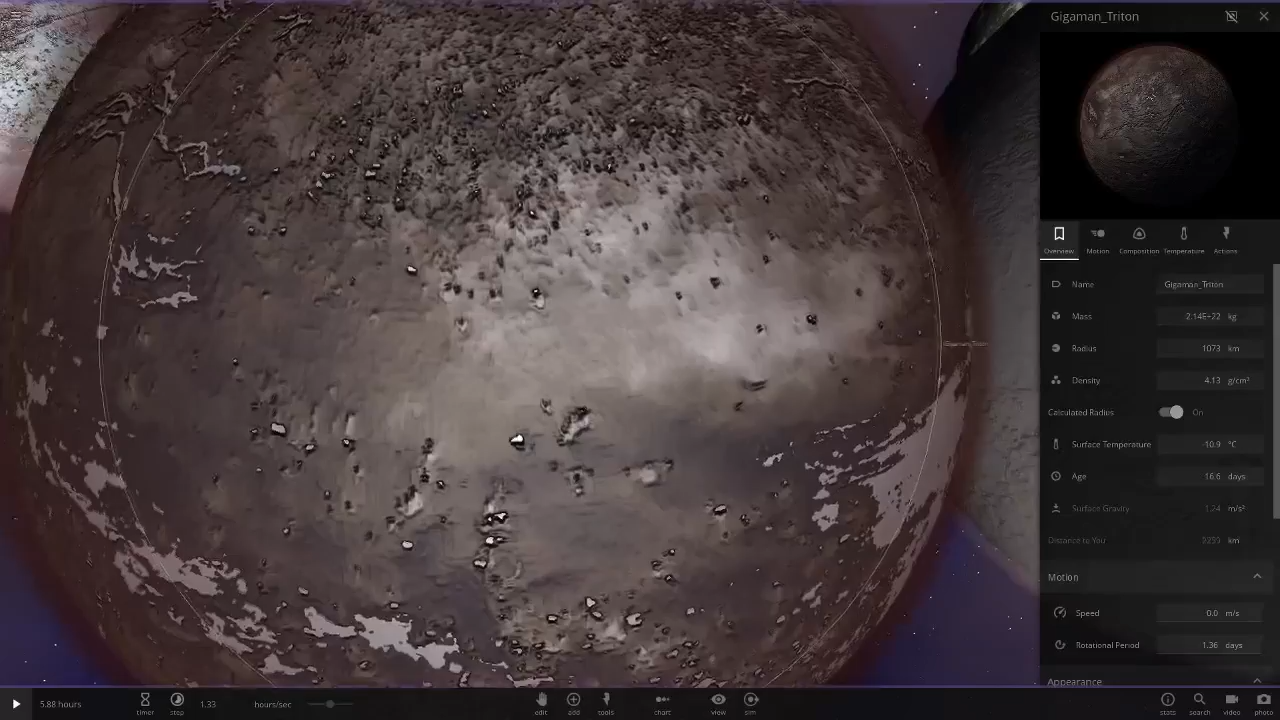 Gigaman_Triton
Overview
Motion
Composition
Temperature
Actions
Name
Gigaman_Triton
Mass
2.14E+22 kg
Radius
1073 km
Density
4.13 g/cm³
Calculated Radius
On
Surface Temperature
-10.9 °C
Age
16.6 days
Surface Gravity
1.24 m/s²
Distance to You
km
Motion
Speed
0.0 m/s
Rotational Period
1.36 days
Appearance
Gigaman_Triton
5.88 hours
timer
step
1.33
hours/sec
edit
add
tools
chart
view
sim
stats
search
video
photo